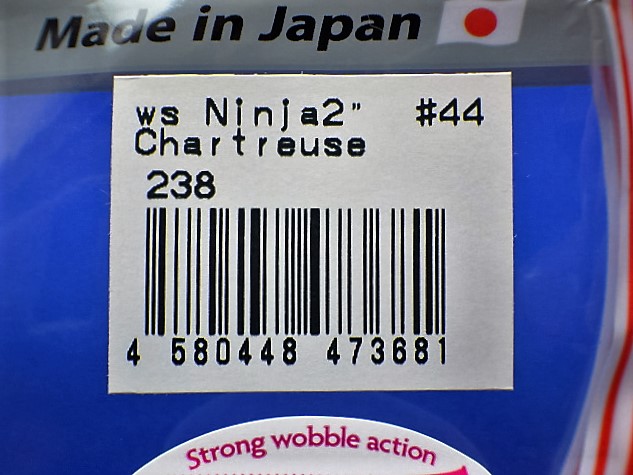 Made in Japan
ws Ninja2" #44
Chartreuse
238
4 580448 473681
Strong wobble action